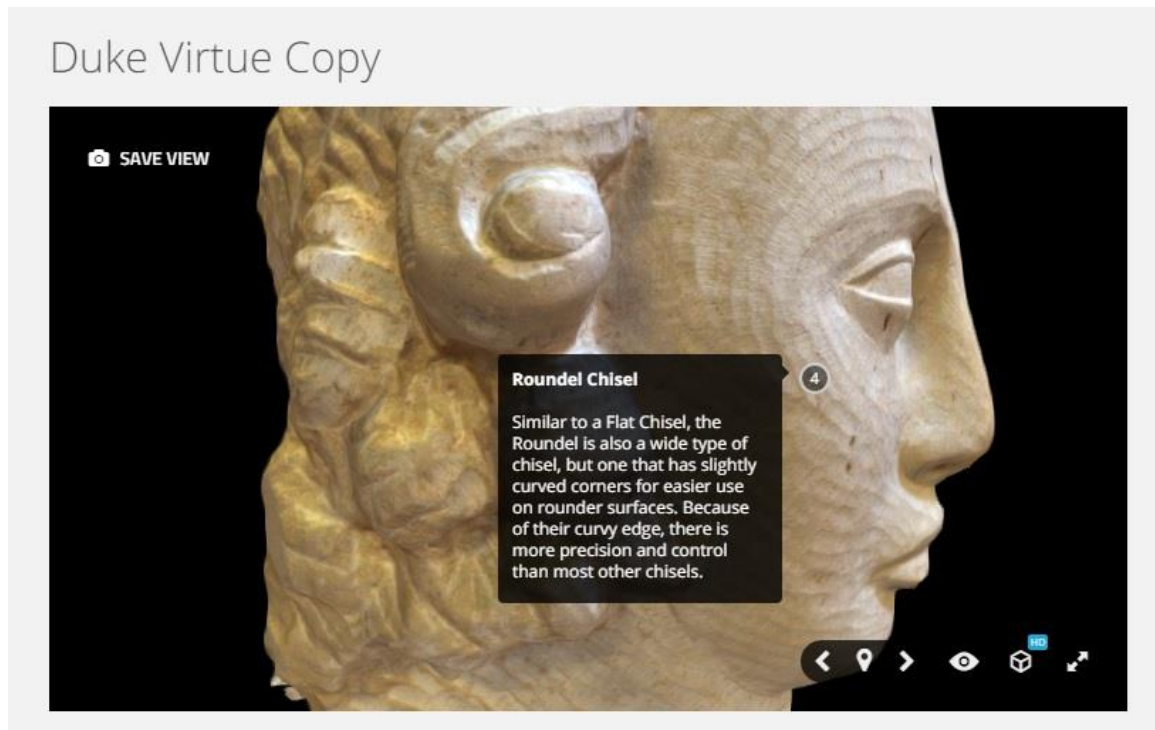 Duke Virtue Copy
SAVE VIEW
Roundel Chisel
4
Similar to a Flat Chisel, the
Roundel is also a wide type of
chisel, but one that has slightly
curved corners for easier use
on rounder surfaces. Because
of their curvy edge, there is
more precision and control
than most other chisels.
HD